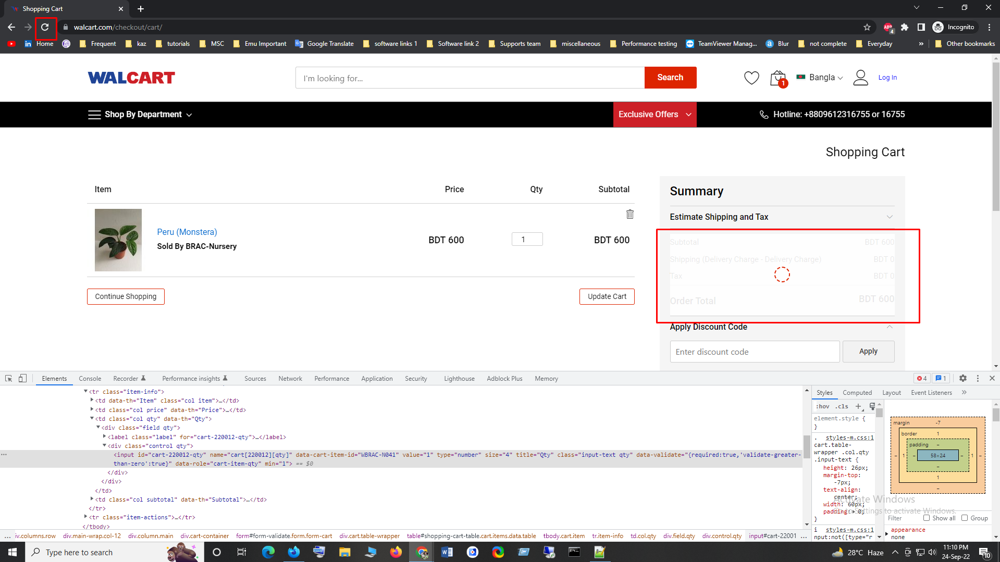 Shopping Cart
walcart.com/checkout/cart/
ABP
4
Incognito
in Home
Frequent
kaz
tutorials
MSC
Emu Important
Google Translate
software links 1
Software link 2
Supports team
miscellaneous
Performance testing
TeamViewer Manag...
a Blur
not complete
Everyday
»
Other bookmarks
WALCART
I'm looking for...
Search
1
Bangla
Log In
Shop By Department
Exclusive Offers
Hotline: +8809612316755 or 16755
Shopping Cart
Item Price Qty Subtotal
Peru (Monstera)
Sold By BRAC-Nursery
BDT 600
1
BDT 600
Continue Shopping
Update Cart
Summary
Estimate Shipping and Tax
Subtotal BDT 600
Shipping (Delivery Charge - Delivery Charge) BDT 0
Tax BDT 0
Order Total BDT 600
Apply Discount Code
Enter discount code
Apply
Elements Console Recorder Performance insights Sources Network Performance Application Security Lighthouse Adblock Plus Memory
4
1
<tr class="item-info">
<td data-th="Item" class="col item">…</td>
<td class="col price" data-th="Price">…</td>
<td class="col qty" data-th="Qty">
<div class="field qty">
<label class="label" for="cart-220012-qty">…</label>
<div class="control qty">
<input id="cart-220012-qty" name="cart[220012][qty]" data-cart-item-id="WBRAC-N041" value="1" type="number" size="4" title="Qty" class="input-text qty" data-validate="{required:true,'validate-greater-
than-zero':true}" data-role="cart-item-qty" min="1"> == $0
</div>
</div>
</td>
<td class="col subtotal" data-th="Subtotal">…</td>
</tr>
<tr class="item-actions">…</tr>
</tbody>
... iv.columns.row div.main-wrap.col-12 div.column.main div.cart-container form#form-validate.form.form-cart div.cart.table-wrapper table#shopping-cart-table.cart.items.data.table tbody.cart.item tr.item-info td.col.qty div.field.qty div.control.qty input#cart-22001 ...
Styles Computed Layout Event Listeners »
:hov .cls +
element.style {
}
. styles-m.css:1
cart.table-
wrapper .col.qty
.input-text {
height: 26px;
margin-top:
-7px;
text-align:
center;
width: 60px;
padding: 0;
}
i styles-m.css:1
nput:not([type="r
margin -7
border 1
padding –
– 1 – 58×24 – 1 –
–
1
–
Activate Windows
Go to Settings to activate Windows.
Filter
Show all
Group
appearance
none
Type here to search
28°C Haze
11:10 PM
24-Sep-22
10